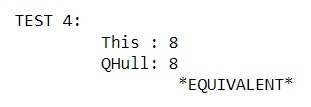 TEST 4:
This : 8
QHull: 8
*EQUIVALENT*